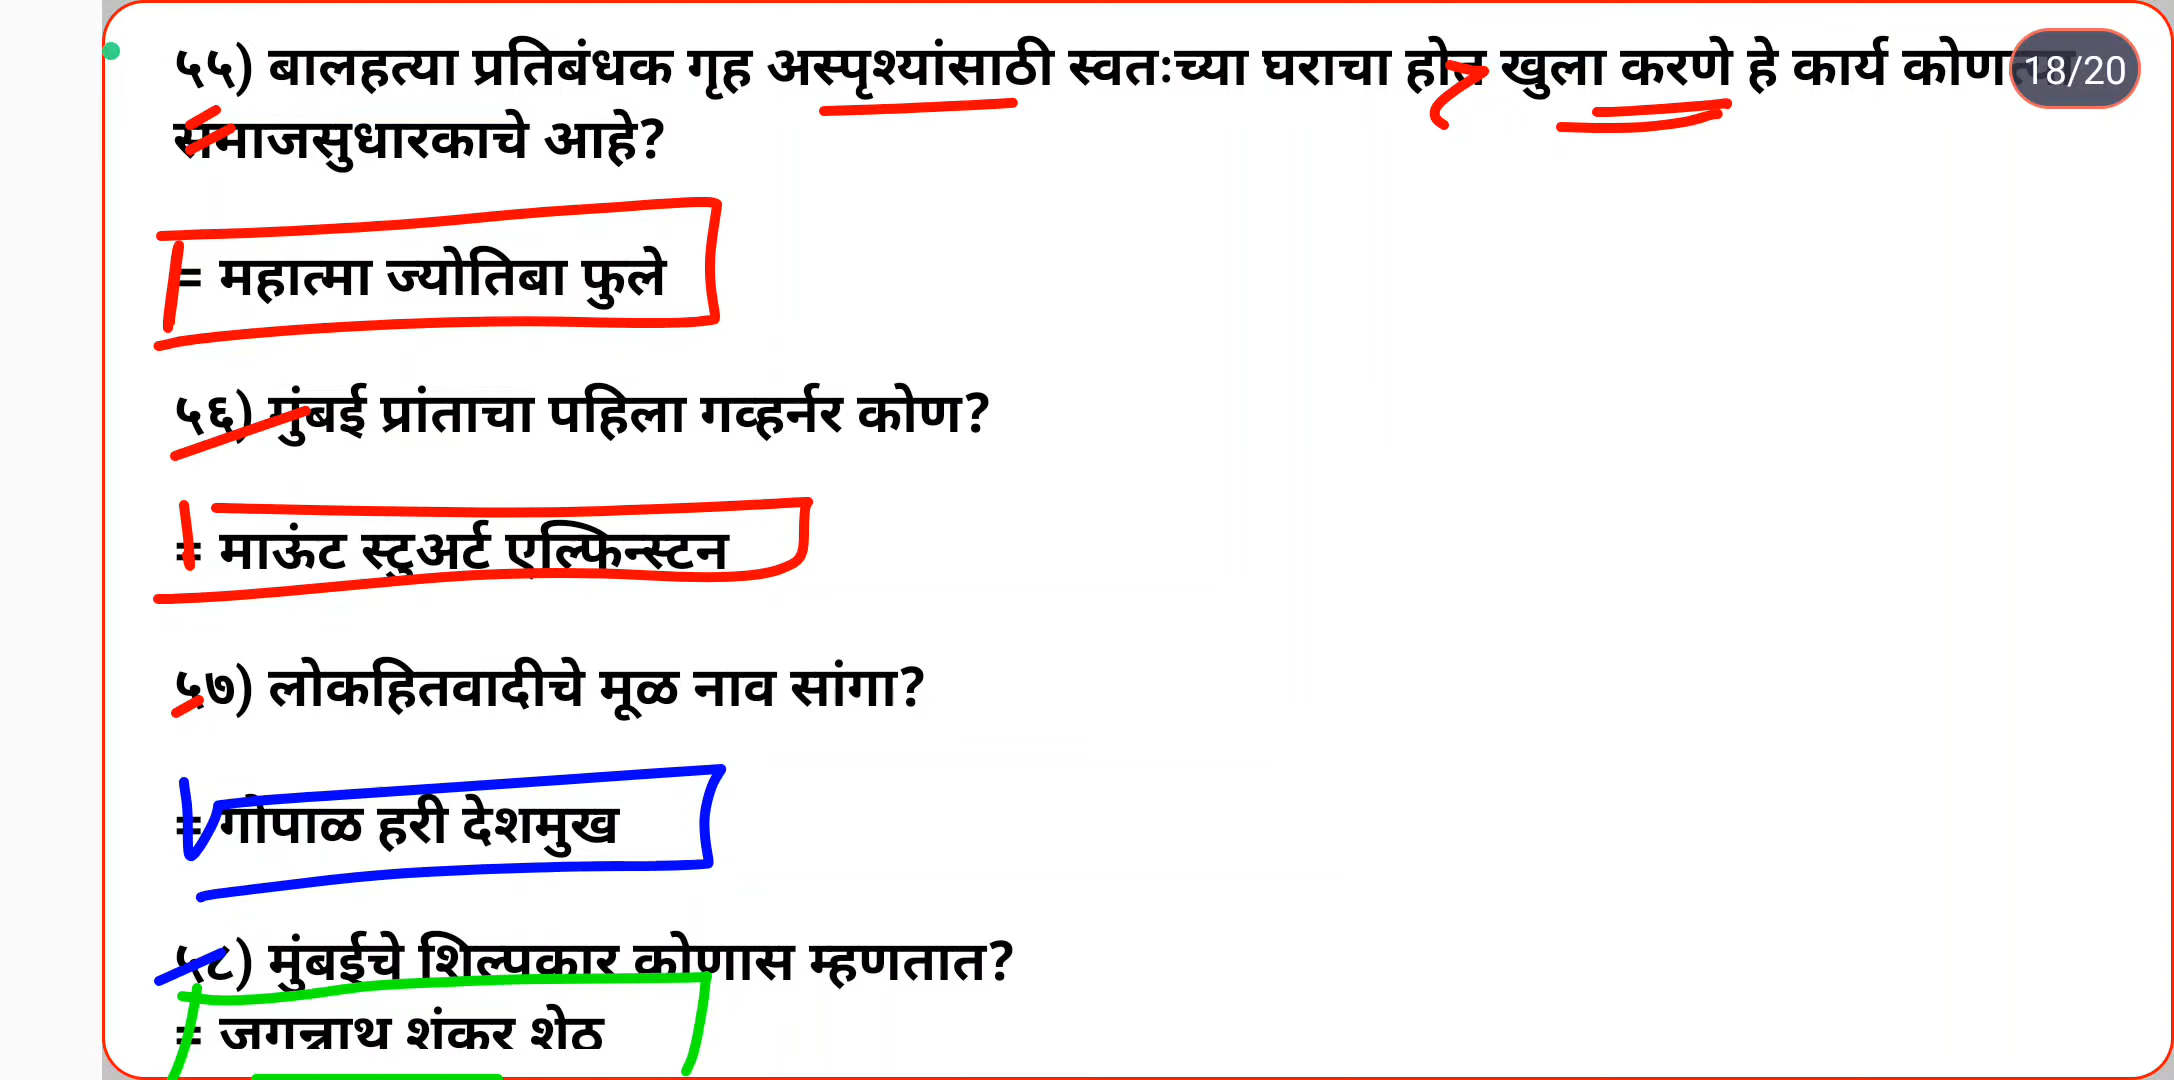 ५५) बालहत्या प्रतिबंधक गृह अस्पृश्यांसाठी स्वतःच्या घराचा होत खुला करणे हे कार्य
18/20
समाजसुधारकाचे आहे?
= महात्मा ज्योतिबा फुले
५६) मुंबई प्रांताचा पहिला गव्हर्नर कोण?
= माऊंट स्टुअर्ट एल्फिन्स्टन
५७) लोकहितवादीचे मूळ नाव सांगा?
= गोपाळ हरी देशमुख
५८) मुंबईचे शिल्पकार कोणास म्हणतात?
= जगन्नाथ शंकर शेठ